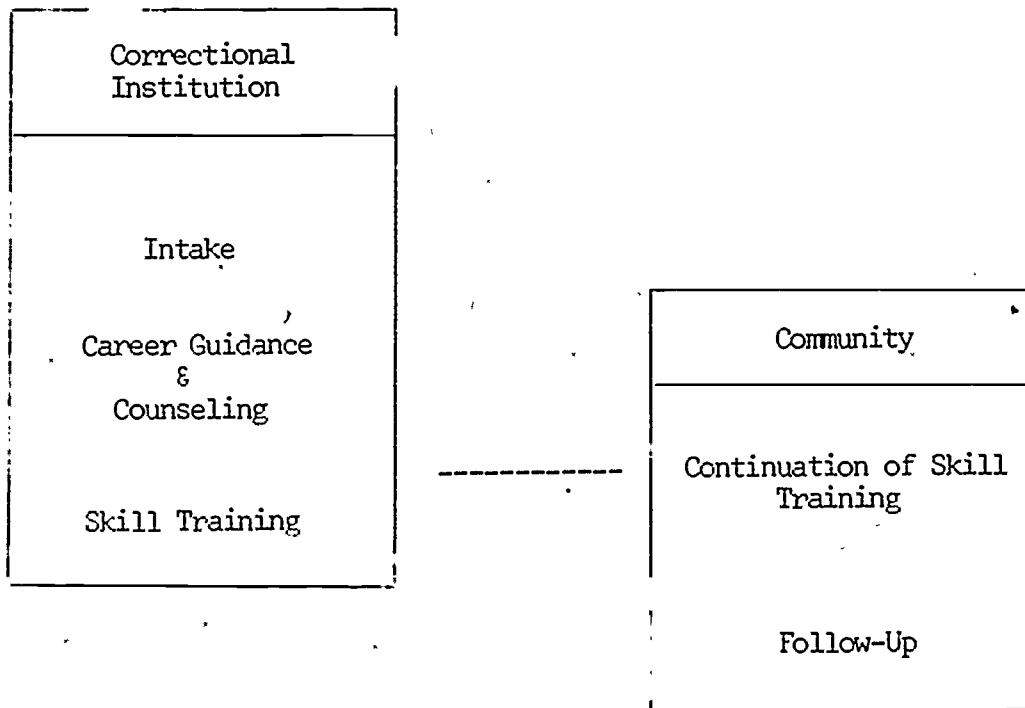 Correctional
Institution
Intake
Career Guidance
&
Counseling
Skill Training
Community
Continuation of Skill
Training
Follow-Up